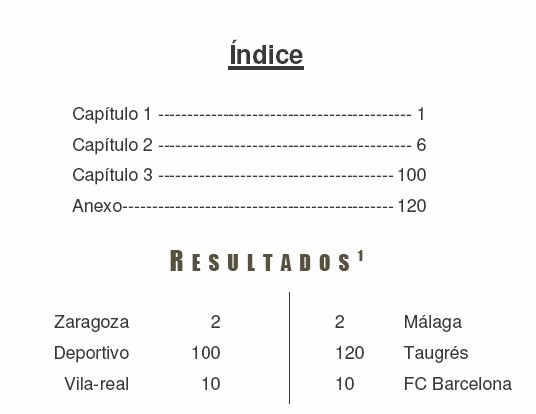 Índice
Capítulo 1 ------------------------------------------- 1
Capítulo 2 ------------------------------------------- 6
Capítulo 3 ---------------------------------------- 100
Anexo---------------------------------------------- 120
RESULTADOS¹
Zaragoza 2 2 Málaga
Deportivo 100 120 Taugrés
Vila-real 10 10 FC Barcelona